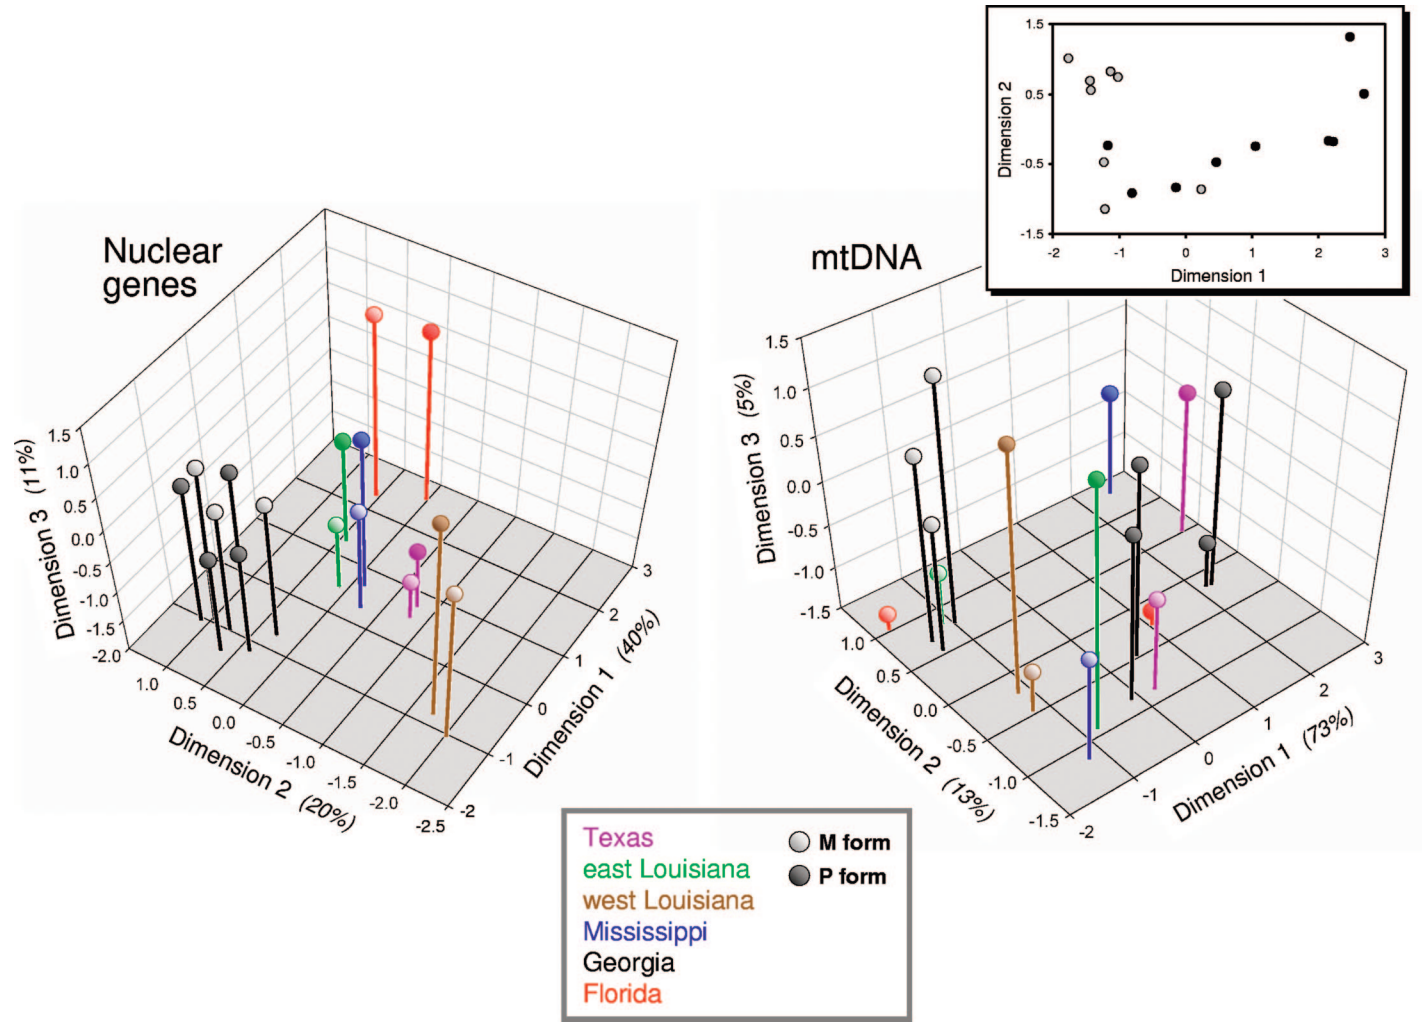 Nuclear
genes
Dimension 3 (11%)
1.5
1.0
0.5
0.0
-0.5
-1.0
-1.5
-2.0
1.0
0.5
0.0
-0.5
-1.0
-1.5
-2.0
-2.5
Dimension 2 (20%)
3
2
1
0
-1
-2
Dimension 1 (40%)
mtDNA
Dimension 3 (5%)
1.5
1.0
0.5
0.0
-0.5
-1.0
-1.5
1.0
0.5
0.0
-0.5
-1.0
-1.5
Dimension 2 (13%)
3
2
1
0
-1
-2
Dimension 1 (73%)
Dimension 2
1.5
0.5
-0.5
-1.5
-2 -1 0 1 2 3
Dimension 1
Texas
east Louisiana
west Louisiana
Mississippi
Georgia
Florida
M form
P form